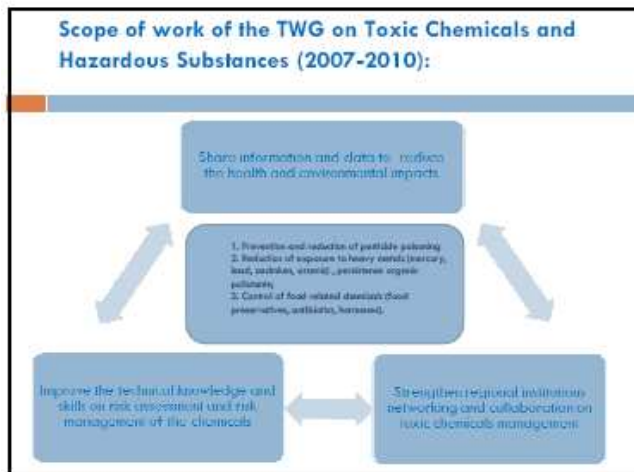 Scope of work of the TWG on Toxic Chemicals and
Hazardous Substances (2007-2010):
Share information and data to reduce
the health and environmental impacts
1. Prevention and reduction of pesticide poisoning
2. Reduction of exposure to heavy metals (mercury,
lead, cadmium, arsenic) , persistence organic
pollutants;
3. Control of food related chemicals (food
preservatives, antibiotics, hormones).
Improve the technical knowledge and
skills on risk assessment and risk
management of the chemicals
Strengthen regional institutions
networking and collaboration on
toxic chemicals management